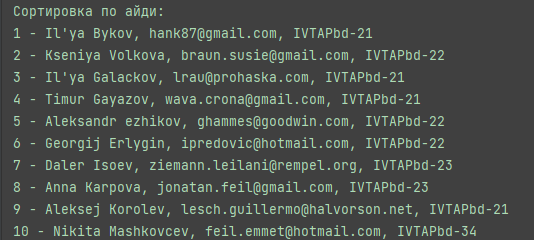 Сортировка по айди:
1 - Il'ya Bykov, hank87@gmail.com, IVTAPbd-21
2 - Kseniya Volkova, braun.susie@gmail.com, IVTAPbd-22
3 - Il'ya Galackov, lrau@prohaska.com, IVTAPbd-21
4 - Timur Gayazov, wava.crona@gmail.com, IVTAPbd-21
5 - Aleksandr ezhikov, ghammes@goodwin.com, IVTAPbd-22
6 - Georgij Erlygin, ipredovic@hotmail.com, IVTAPbd-22
7 - Daler Isoev, ziemann.leilani@rempel.org, IVTAPbd-23
8 - Anna Karpova, jonatan.feil@gmail.com, IVTAPbd-23
9 - Aleksej Korolev, lesch.guillermo@halvorson.net, IVTAPbd-21
10 - Nikita Mashkovcev, feil.emmet@hotmail.com, IVTAPbd-34